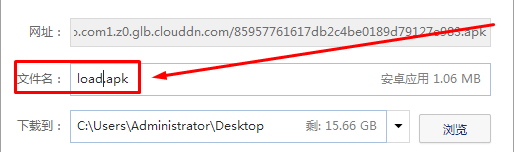 网址： o.com1.z0.glb.clouddn.com/85957761617db2c4be0189d79127e983.apk
文件名： load.apk 安卓应用 1.06 MB
下载到： C:\Users\Administrator\Desktop 剩: 15.66 GB 浏览